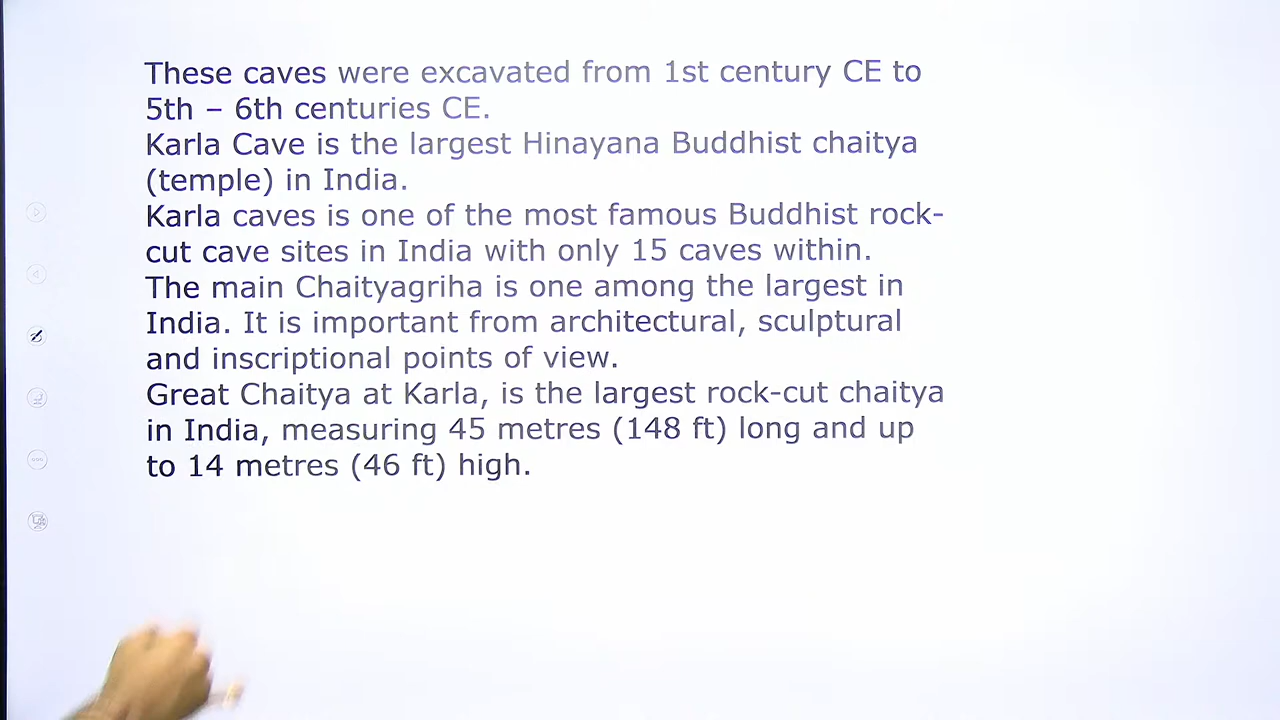 These caves were excavated from 1st century CE to
5th – 6th centuries CE.
Karla Cave is the largest Hinayana Buddhist chaitya
(temple) in India.
Karla caves is one of the most famous Buddhist rock-
cut cave sites in India with only 15 caves within.
The main Chaityagriha is one among the largest in
India. It is important from architectural, sculptural
and inscriptional points of view.
Great Chaitya at Karla, is the largest rock-cut chaitya
in India, measuring 45 metres (148 ft) long and up
to 14 metres (46 ft) high.